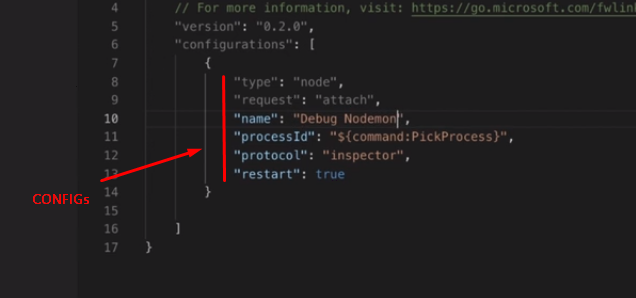 4 // For more information, visit: https://go.microsoft.com/fwlink
5 "version": "0.2.0",
6 "configurations": [
7 {
8 "type": "node",
9 "request": "attach",
10 "name": "Debug Nodemon",
11 "processId": "${command:PickProcess}",
12 "protocol": "inspector",
13 "restart": true
14 }
15
16 ]
17 }
CONFIGs